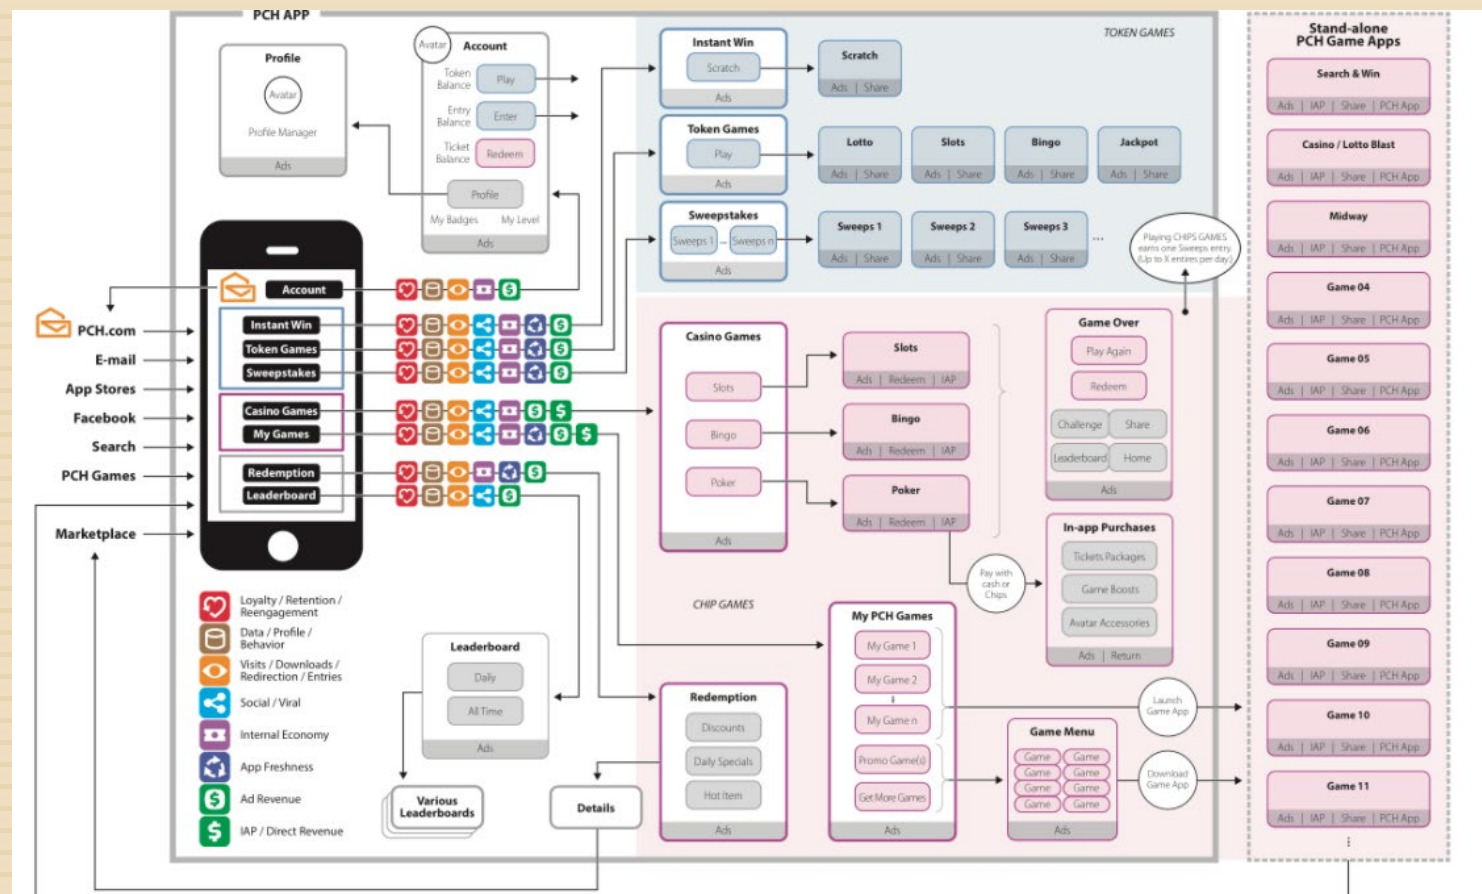 PCH APP
Profile
Avatar
Profile Manager
Ads
Avatar
Account
Token
Balance
Play
Entry
Balance
Enter
Ticket
Balance
Redeem
Profile
My Badges
My Level
Ads
TOKEN GAMES
Instant Win
Scratch
Ads
Scratch
Ads | Share
Token Games
Play
Ads
Lotto
Ads | Share
Slots
Ads | Share
Bingo
Ads | Share
Jackpot
Ads | Share
Sweepstakes
Sweeps 1 – Sweeps n
Ads
Sweeps 1
Ads | Share
Sweeps 2
Ads | Share
Sweeps 3
Ads | Share
...
Playing CHIPS GAMES
earns one Sweeps entry.
(Up to X entires per day.)
PCH.com
E-mail
App Stores
Facebook
Search
PCH Games
Marketplace
Account
Instant Win
Token Games
Sweepstakes
Casino Games
My Games
Redemption
Leaderboard
Loyalty / Retention /
Reengagement
Data / Profile /
Behavior
Visits / Downloads /
Redirection / Entries
Social / Viral
Internal Economy
App Freshness
Ad Revenue
IAP / Direct Revenue
Leaderboard
Daily
All Time
Ads
Various
Leaderboards
Details
CHIP GAMES
Casino Games
Slots
Bingo
Poker
Ads
Slots
Ads | Redeem | IAP
Bingo
Ads | Redeem | IAP
Poker
Ads | Redeem | IAP
Game Over
Play Again
Redeem
Challenge
Share
Leaderboard
Home
Ads
Pay with
cash or
Chips
In-app Purchases
Tickets Packages
Game Boosts
Avatar Accessories
Ads | Return
Redemption
Discounts
Daily Specials
Hot Item
Ads
My PCH Games
My Game 1
My Game 2
My Game n
Promo Game(s)
Get More Games
Ads
Game Menu
Game Game
Game Game
Game Game
Game Game
Ads
Launch
Game App
Download
Game App
Stand-alone
PCH Game Apps
Search & Win
Ads | IAP | Share | PCH App
Casino / Lotto Blast
Ads | IAP | Share | PCH App
Midway
Ads | IAP | Share | PCH App
Game 04
Ads | IAP | Share | PCH App
Game 05
Ads | IAP | Share | PCH App
Game 06
Ads | IAP | Share | PCH App
Game 07
Ads | IAP | Share | PCH App
Game 08
Ads | IAP | Share | PCH App
Game 09
Ads | IAP | Share | PCH App
Game 10
Ads | IAP | Share | PCH App
Game 11
Ads | IAP | Share | PCH App